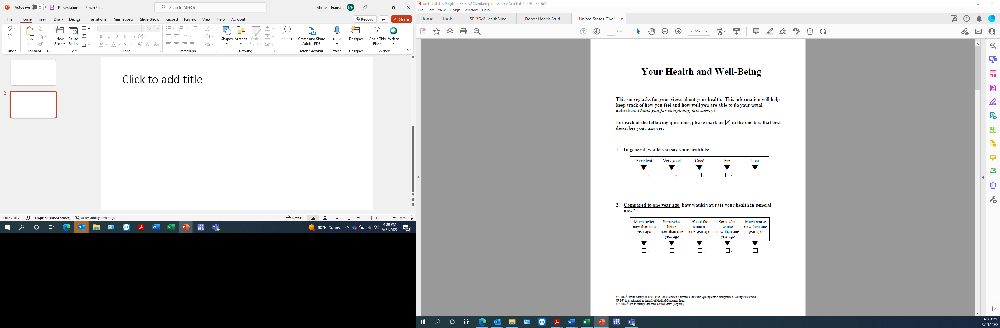 AutoSave Off Presentation1 - PowerPoint Search (Alt+Q) Michelle Fransen MF
File Home Insert Draw Design Transitions Animations Slide Show Record Review View Help Acrobat Record Share
Paste New Slide Reuse Slides 10 Shapes Arrange Quick Styles Editing Create and Share Adobe PDF Dictate Designer Share This File Webex
B I U S ab AV
A Aa A A A
Undo Clipboard Slides Font Paragraph Drawing Adobe Acrobat Voice Designer Webex
1
2
Click to add title
Slide 2 of 2 English (United States) Accessibility: Investigate Notes 70%
80°F Sunny 4:38 PM
9/21/2022 23
United States (English) SF-36v2 Standard.pdf - Adobe Acrobat Pro DC (32-bit)
File Edit View E-Sign Window Help
Home Tools SF-36v2HealthSurv... Donor Health Stud... United States (Engli... ×
1 / 6 75.5%
Your Health and Well-Being
This survey asks for your views about your health. This information will help
keep track of how you feel and how well you are able to do your usual
activities. Thank you for completing this survey!
For each of the following questions, please mark an ☒ in the one box that best
describes your answer.
1. In general, would you say your health is:
Excellent Very good Good Fair Poor
1 2 3 4 5
2. Compared to one year ago, how would you rate your health in general
now?
Much better now than one year ago
Somewhat better now than one year ago
About the same as one year ago
Somewhat worse now than one year ago
Much worse now than one year ago
1 2 3 4 5
SF-36v2® Health Survey © 1992, 1996, 2000 Medical Outcomes Trust and QualityMetric Incorporated. All rights reserved.
SF-36® is a registered trademark of Medical Outcomes Trust.
(SF-36v2® Health Survey Standard, United States (English))
4:38 PM
9/21/2022